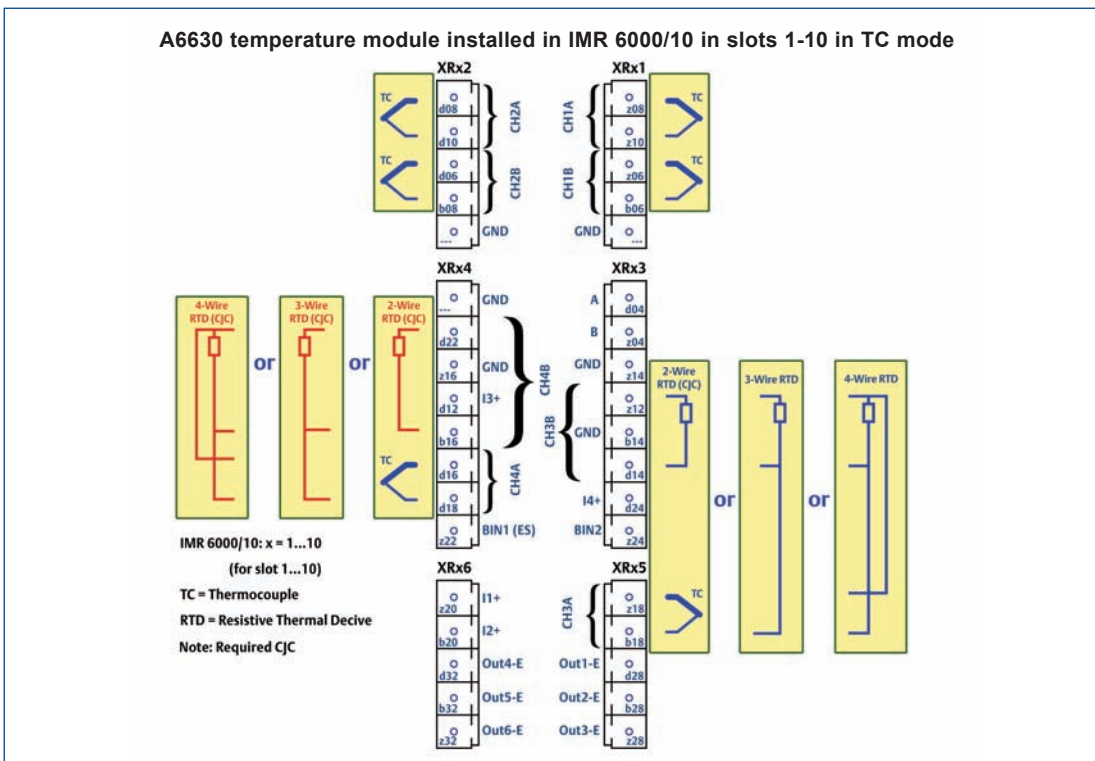 A6630 temperature module installed in IMR 6000/10 in slots 1-10 in TC mode
XRx2
TC
d08
d10
CH2A
TC
d06
b08
CH2B
---
GND
XRx1
CH1A
z08
z10
TC
CH1B
z06
b06
TC
GND
---
XRx4
---
GND
d22
z16
GND
d12
I3+
b16
CH4B
d16
d18
CH4A
z22
BIN1 (ES)
4-Wire
RTD (CJC)
or
3-Wire
RTD (CJC)
or
2-Wire
RTD (CJC)
TC
XRx3
A
d04
B
z04
GND
z14
z12
GND
b14
d14
CH3B
I4+
d24
BIN2
z24
2-Wire
RTD (CJC)
TC
or
3-Wire RTD
or
4-Wire RTD
IMR 6000/10: x = 1...10
(for slot 1...10)
TC = Thermocouple
RTD = Resistive Thermal Decive
Note: Required CJC
XRx6
z20
I1+
b20
I2+
d32
Out4-E
b32
Out5-E
z32
Out6-E
XRx5
CH3A
z18
b18
Out1-E
d28
Out2-E
b28
Out3-E
z28